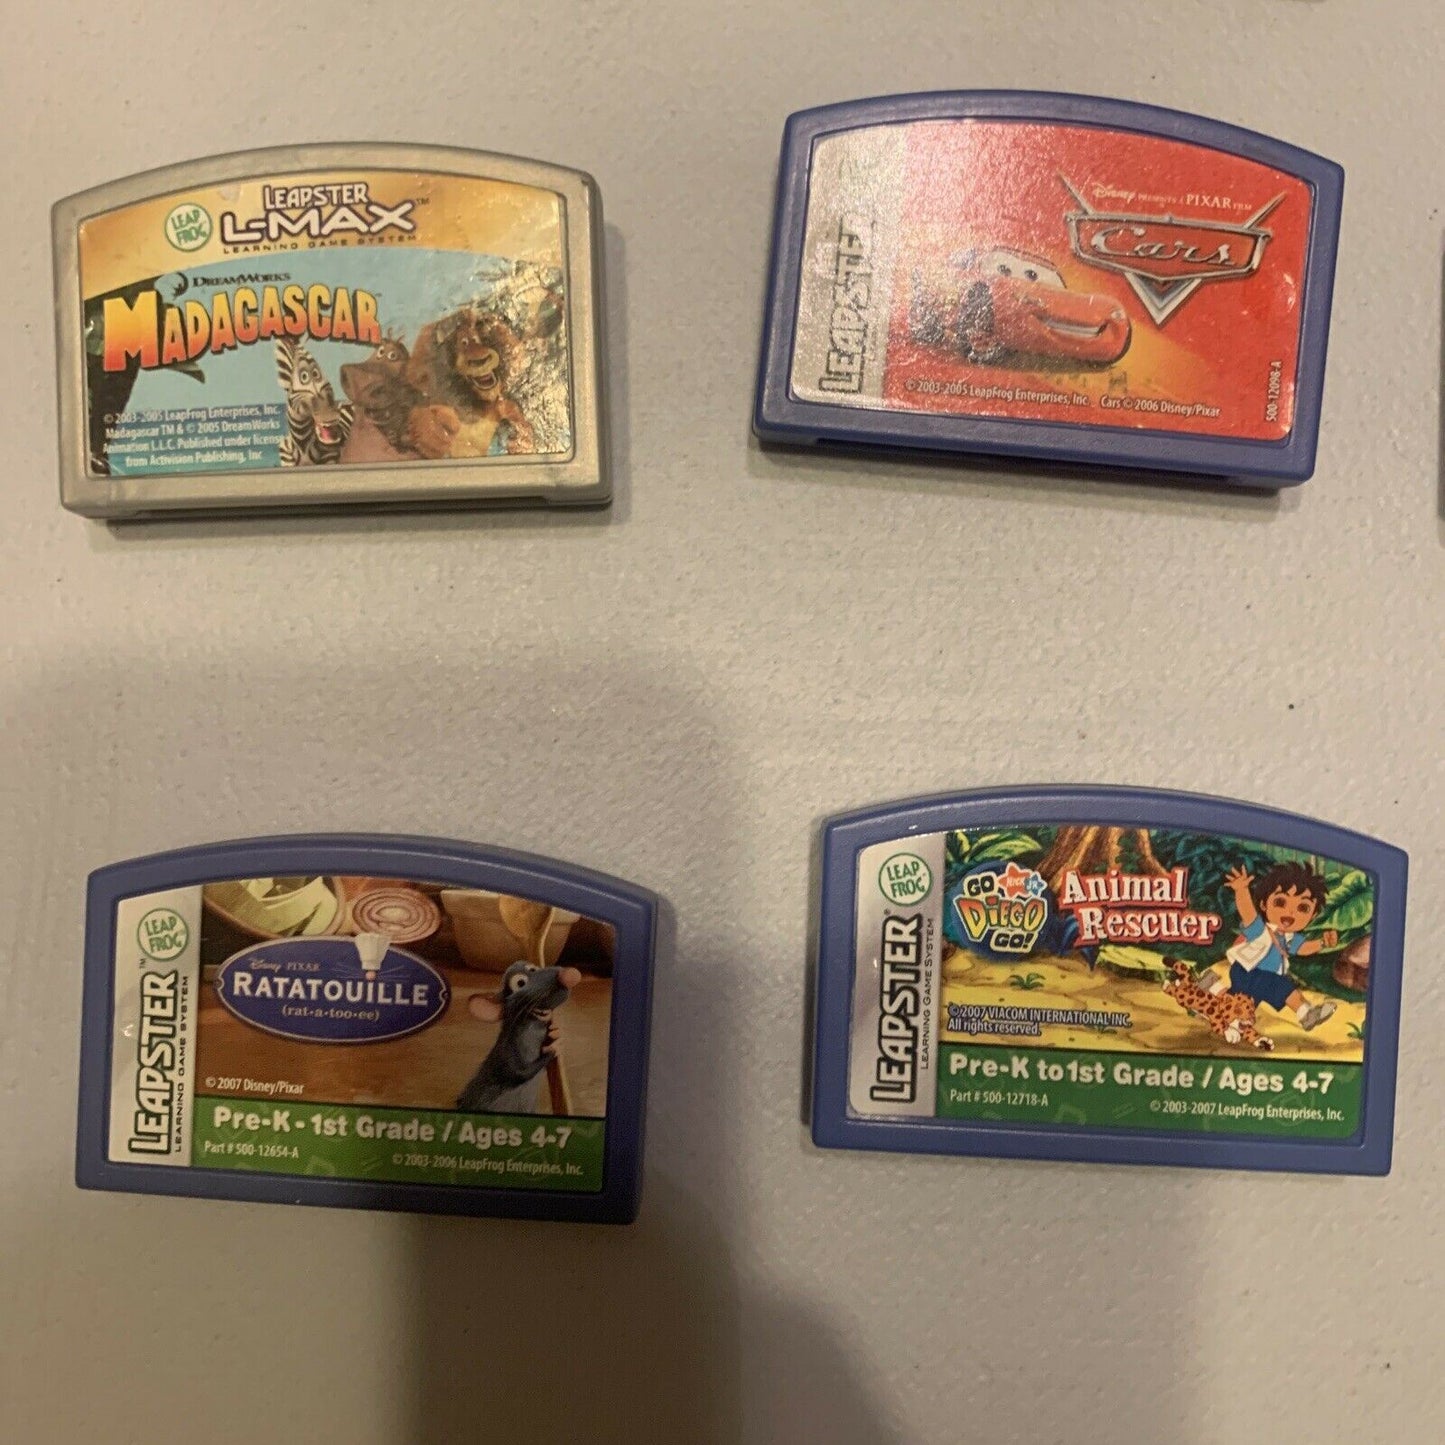 LEAP FROG
LEAPSTER
L-MAX™
LEARNING GAME SYSTEM
DREAMWORKS
MADAGASCAR
© 2003-2005 LeapFrog Enterprises, Inc.
Madagascar TM & © 2005 DreamWorks
Animation L.L.C. Published under license
from Activision Publishing, Inc
LEAPSTER
Disney PRESENTS A PIXAR FILM
Cars
© 2003-2005 LeapFrog Enterprises, Inc. Cars © 2006 Disney/Pixar
500-12098-A
LEAP FROG
LEAPSTER™
LEARNING GAME SYSTEM
Disney PIXAR
RATATOUILLE
(rat•a•too•ee)
© 2007 Disney/Pixar
Pre-K - 1st Grade / Ages 4-7
Part # 500-12654-A
© 2003-2006 LeapFrog Enterprises, Inc.
LEAP FROG
LEAPSTER®
LEARNING GAME SYSTEM
GO NICK JR
DIEGO
GO!
Animal
Rescuer
©2007 VIACOM INTERNATIONAL INC.
All rights reserved.
Pre-K to 1st Grade / Ages 4-7
Part # 500-12718-A
© 2003-2007 LeapFrog Enterprises, Inc.